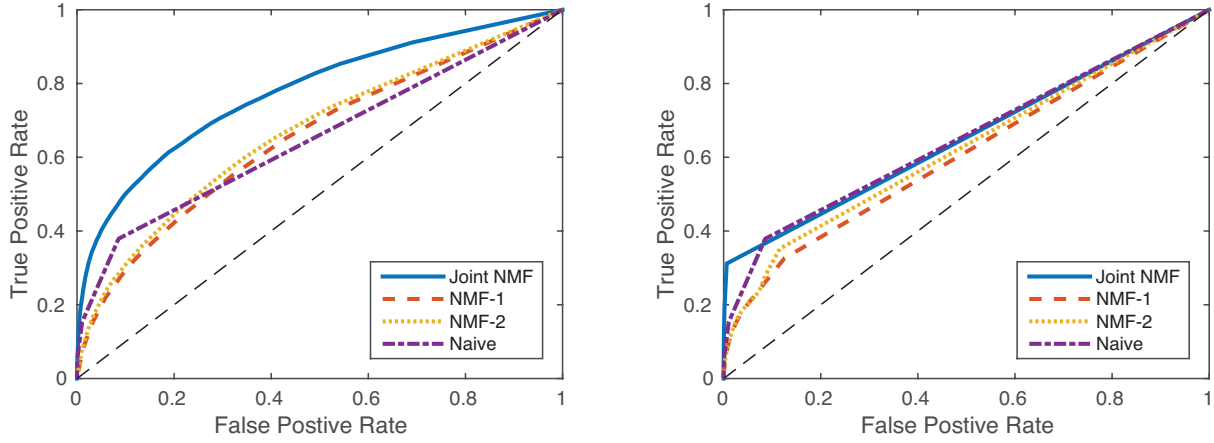 1
0.8
0.6
0.4
0.2
0
True Positive Rate
0 0.2 0.4 0.6 0.8 1
False Postive Rate
Joint NMF
NMF-1
NMF-2
Naive
1
0.8
0.6
0.4
0.2
0
True Positive Rate
0 0.2 0.4 0.6 0.8 1
False Postive Rate
Joint NMF
NMF-1
NMF-2
Naive